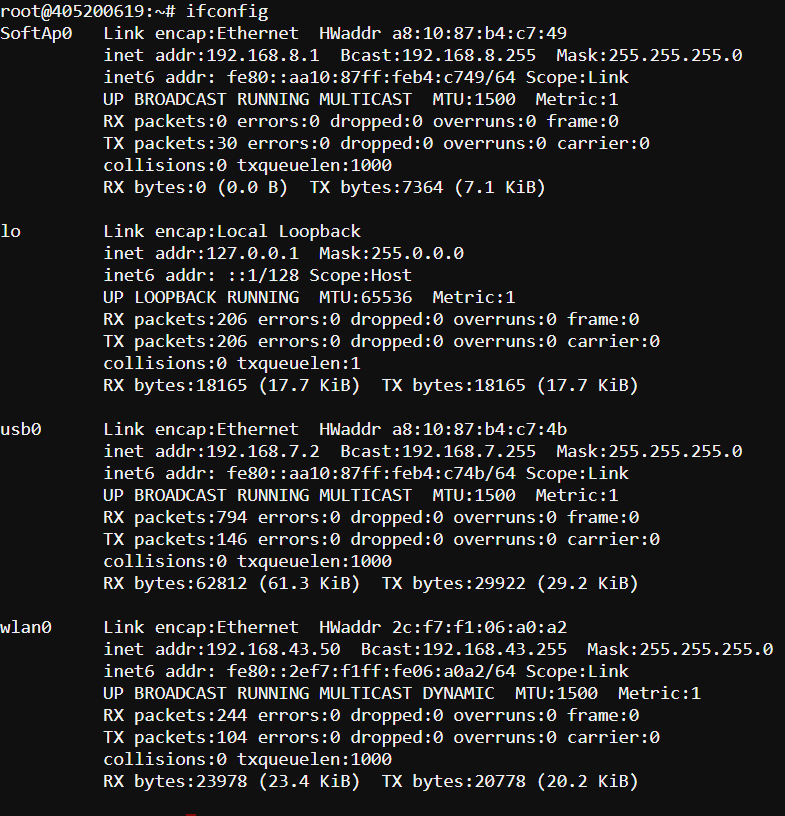 root@405200619:~# ifconfig
SoftAp0   Link encap:Ethernet  HWaddr a8:10:87:b4:c7:49
          inet addr:192.168.8.1  Bcast:192.168.8.255  Mask:255.255.255.0
          inet6 addr: fe80::aa10:87ff:feb4:c749/64 Scope:Link
          UP BROADCAST RUNNING MULTICAST  MTU:1500  Metric:1
          RX packets:0 errors:0 dropped:0 overruns:0 frame:0
          TX packets:30 errors:0 dropped:0 overruns:0 carrier:0
          collisions:0 txqueuelen:1000
          RX bytes:0 (0.0 B)  TX bytes:7364 (7.1 KiB)

lo        Link encap:Local Loopback
          inet addr:127.0.0.1  Mask:255.0.0.0
          inet6 addr: ::1/128 Scope:Host
          UP LOOPBACK RUNNING  MTU:65536  Metric:1
          RX packets:206 errors:0 dropped:0 overruns:0 frame:0
          TX packets:206 errors:0 dropped:0 overruns:0 carrier:0
          collisions:0 txqueuelen:1
          RX bytes:18165 (17.7 KiB)  TX bytes:18165 (17.7 KiB)

usb0      Link encap:Ethernet  HWaddr a8:10:87:b4:c7:4b
          inet addr:192.168.7.2  Bcast:192.168.7.255  Mask:255.255.255.0
          inet6 addr: fe80::aa10:87ff:feb4:c74b/64 Scope:Link
          UP BROADCAST RUNNING MULTICAST  MTU:1500  Metric:1
          RX packets:794 errors:0 dropped:0 overruns:0 frame:0
          TX packets:146 errors:0 dropped:0 overruns:0 carrier:0
          collisions:0 txqueuelen:1000
          RX bytes:62812 (61.3 KiB)  TX bytes:29922 (29.2 KiB)

wlan0     Link encap:Ethernet  HWaddr 2c:f7:f1:06:a0:a2
          inet addr:192.168.43.50  Bcast:192.168.43.255  Mask:255.255.255.0
          inet6 addr: fe80::2ef7:f1ff:fe06:a0a2/64 Scope:Link
          UP BROADCAST RUNNING MULTICAST DYNAMIC  MTU:1500  Metric:1
          RX packets:244 errors:0 dropped:0 overruns:0 frame:0
          TX packets:104 errors:0 dropped:0 overruns:0 carrier:0
          collisions:0 txqueuelen:1000
          RX bytes:23978 (23.4 KiB)  TX bytes:20778 (20.2 KiB)